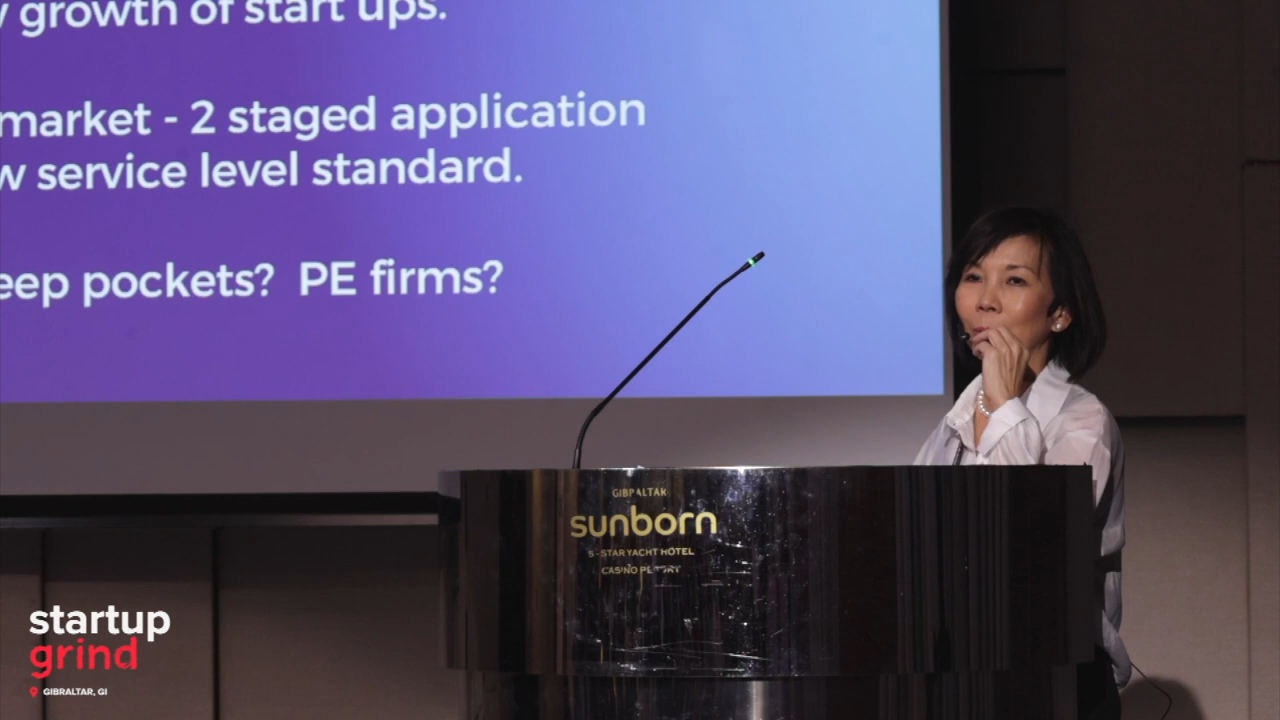 growth of start ups.
market - 2 staged application
service level standard.
pockets? PE firms?
GIBRALTAR
sunborn
5-STAR YACHT HOTEL
CASINO
startup
grind
GIBRALTAR, GI